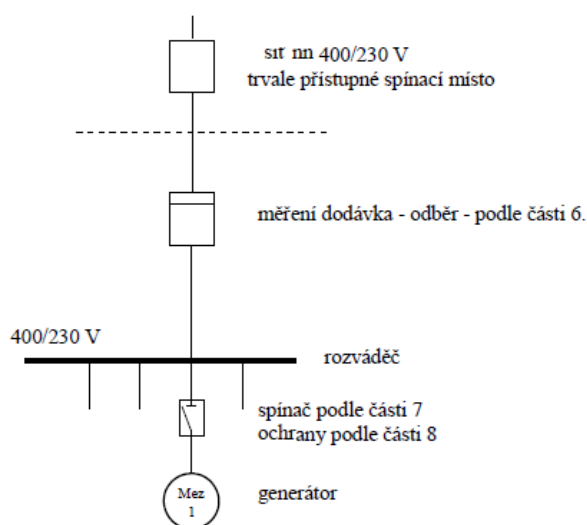 síť nn 400/230 V
trvale přístupné spínací místo
měření dodávka - odběr - podle části 6.
400/230 V
rozváděč
spínač podle části 7
ochrany podle části 8
Mez
1
generátor